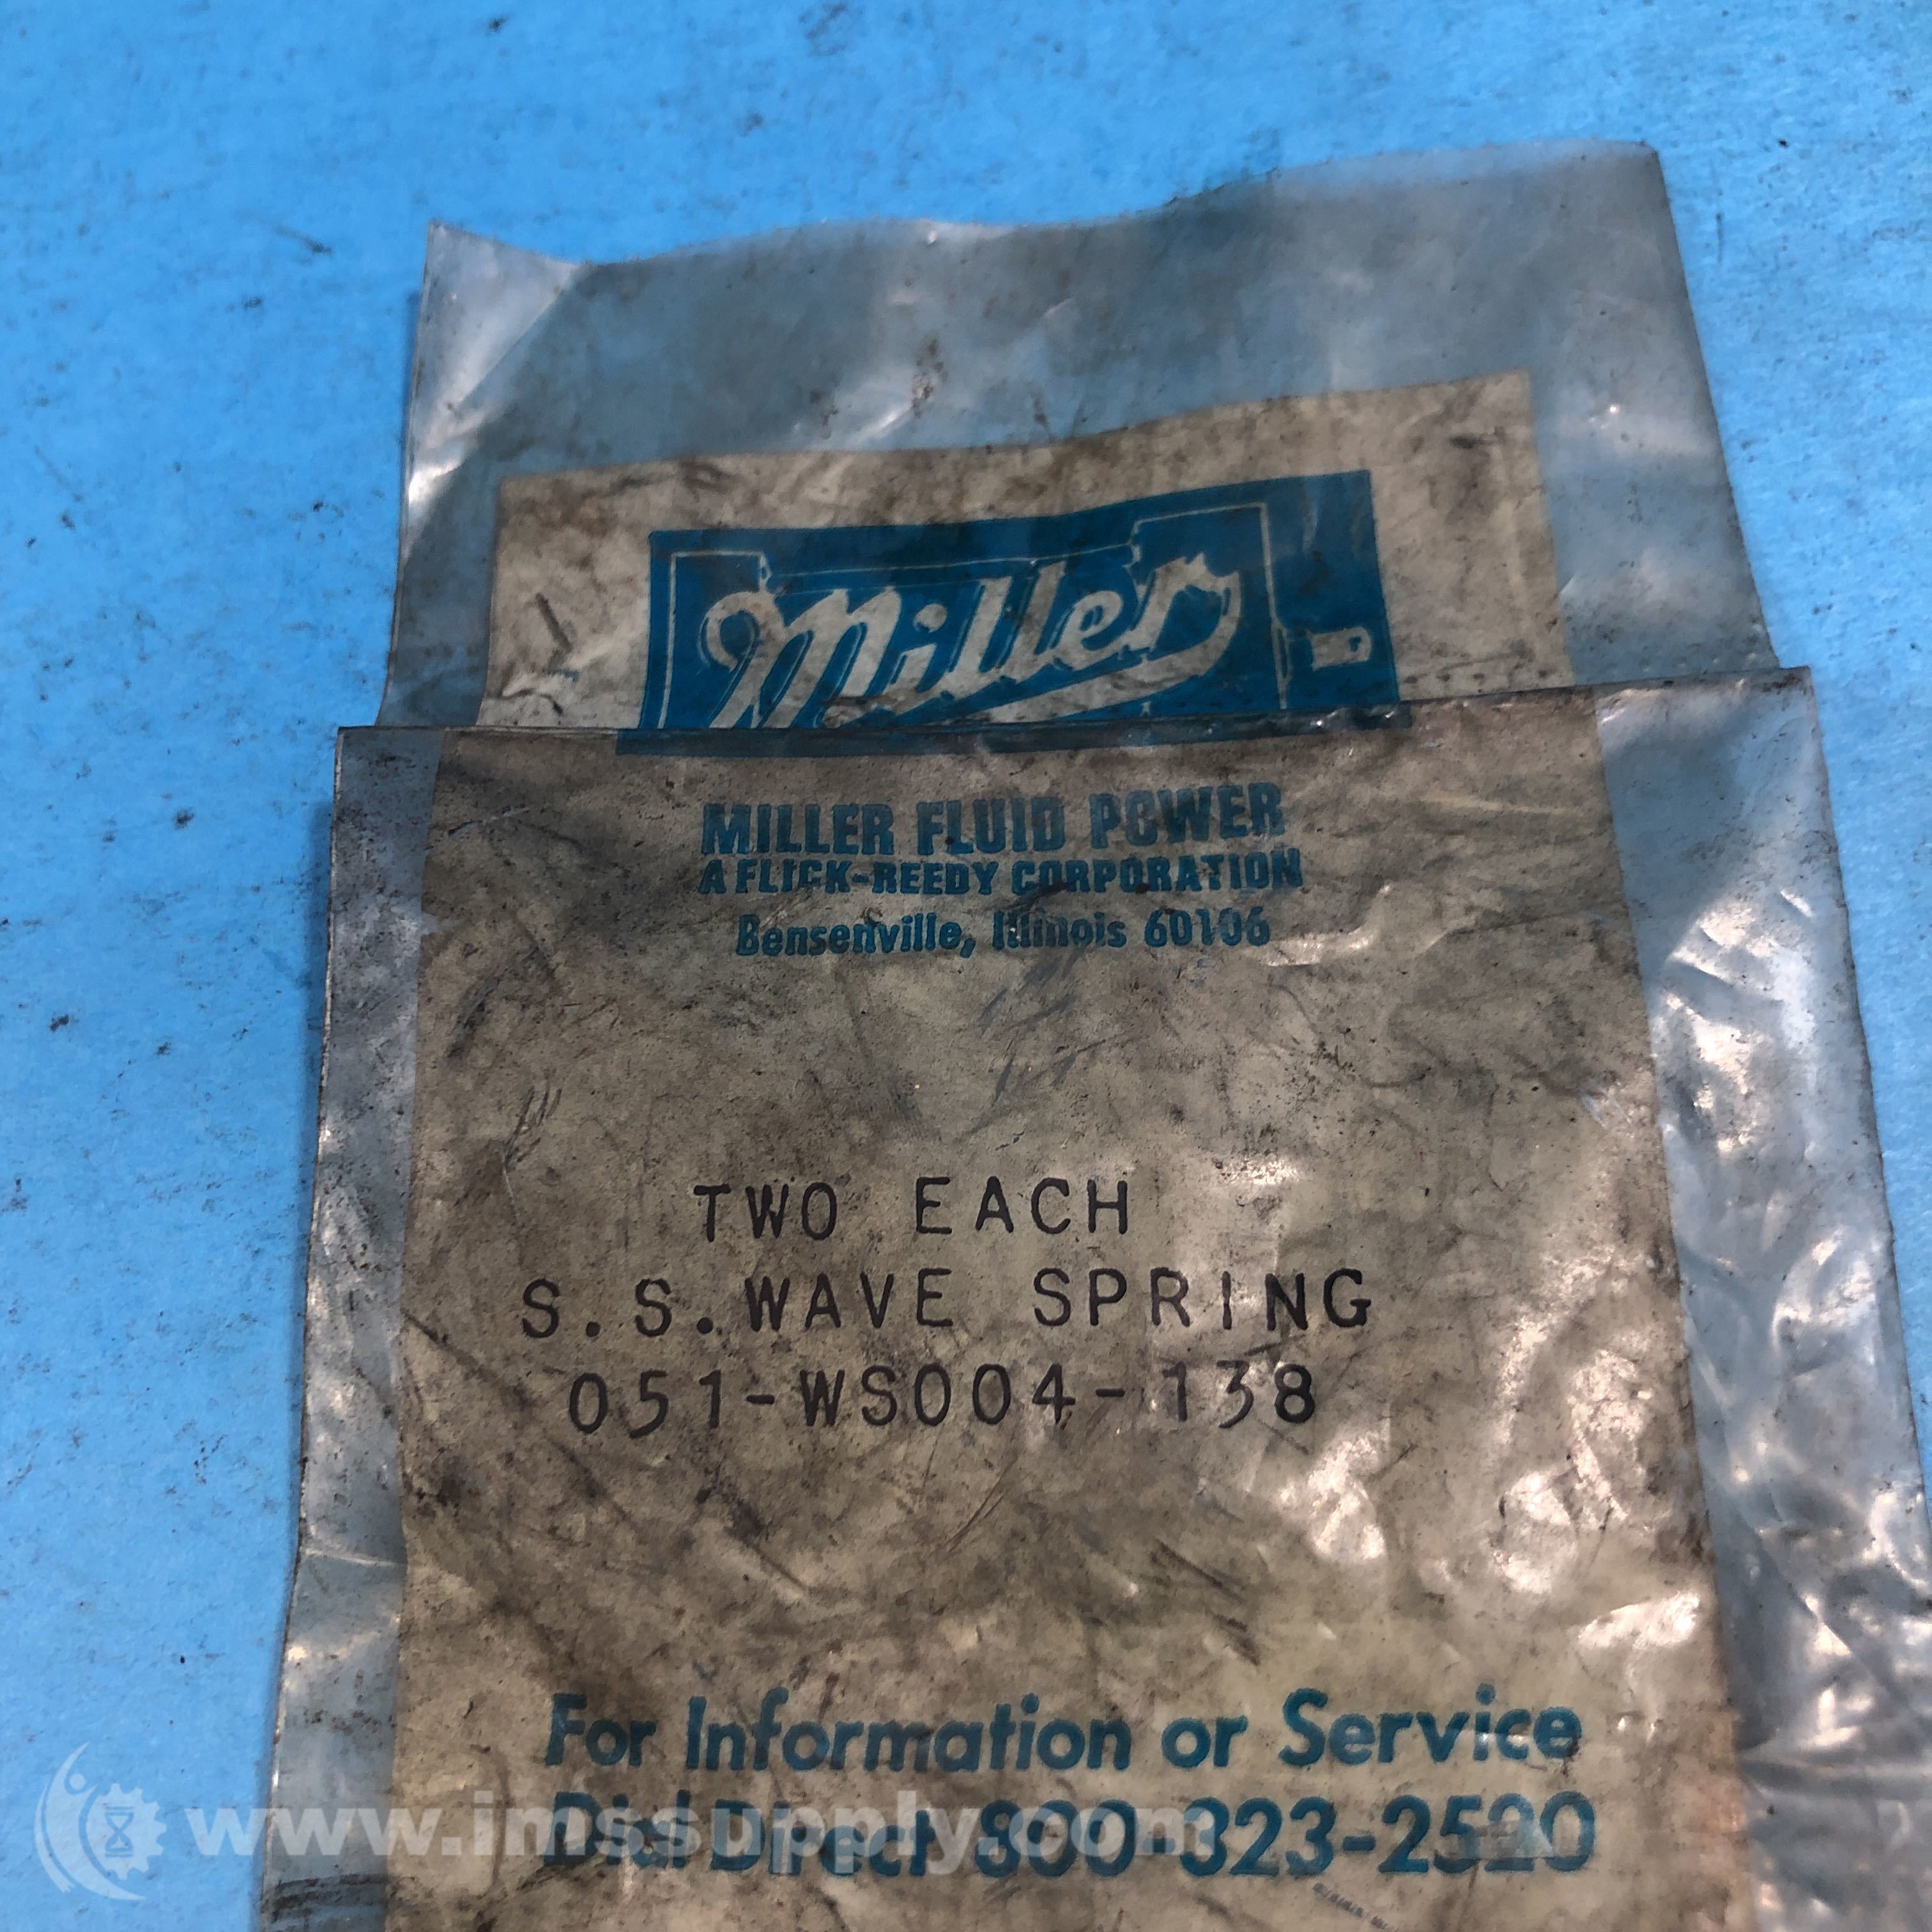 Miller
MILLER FLUID POWER
A FLICK-REEDY CORPORATION
Bensenville, Illinois 60106
TWO EACH
S.S.WAVE SPRING
051-WS004-138
For Information or Service
Dial Direct 800-323-2520
www.imssupply.com